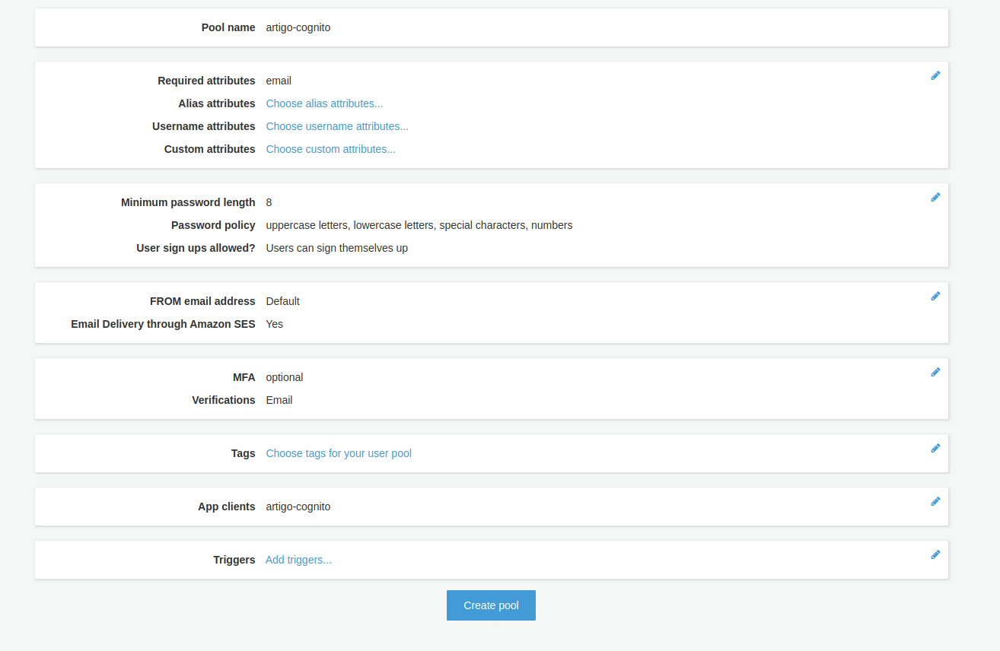 Pool name artigo-cognito
Required attributes email
Alias attributes Choose alias attributes...
Username attributes Choose username attributes...
Custom attributes Choose custom attributes...
Minimum password length 8
Password policy uppercase letters, lowercase letters, special characters, numbers
User sign ups allowed? Users can sign themselves up
FROM email address Default
Email Delivery through Amazon SES Yes
MFA optional
Verifications Email
Tags Choose tags for your user pool
App clients artigo-cognito
Triggers Add triggers...
Create pool